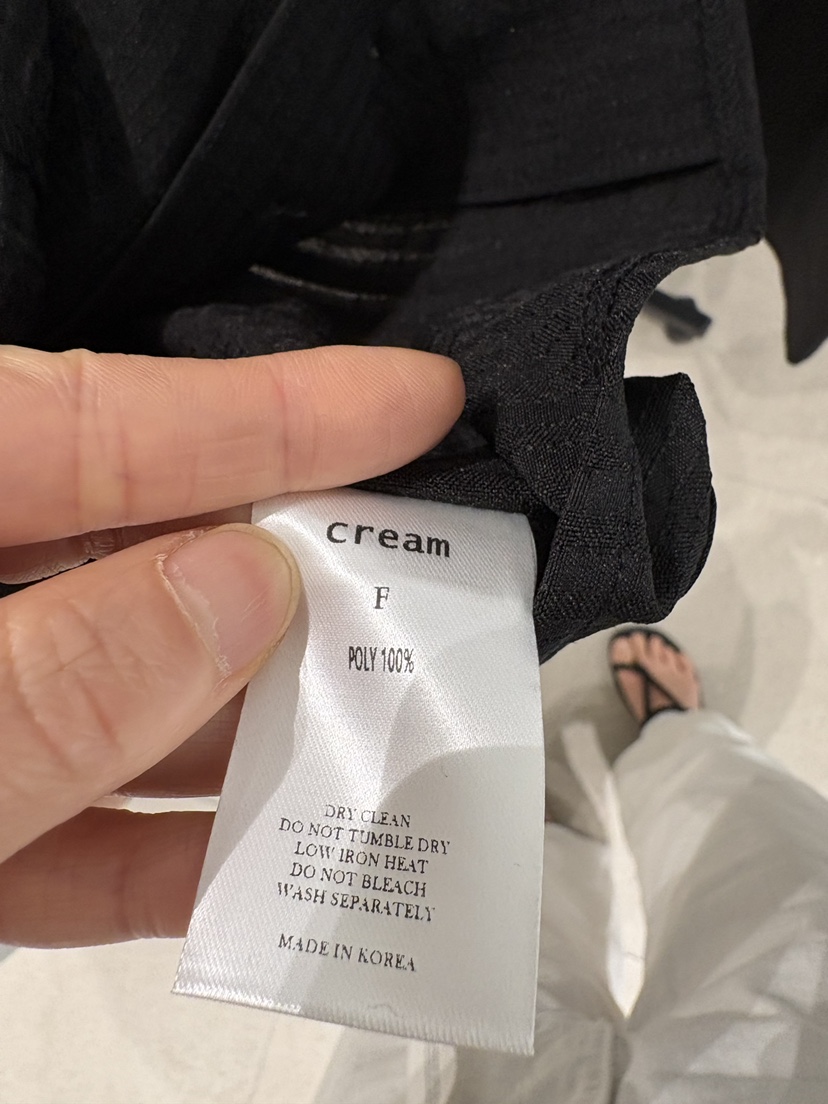 cream
F
POLY 100%
DRY CLEAN
DO NOT TUMBLE DRY
LOW IRON HEAT
DO NOT BLEACH
WASH SEPARATELY
MADE IN KOREA